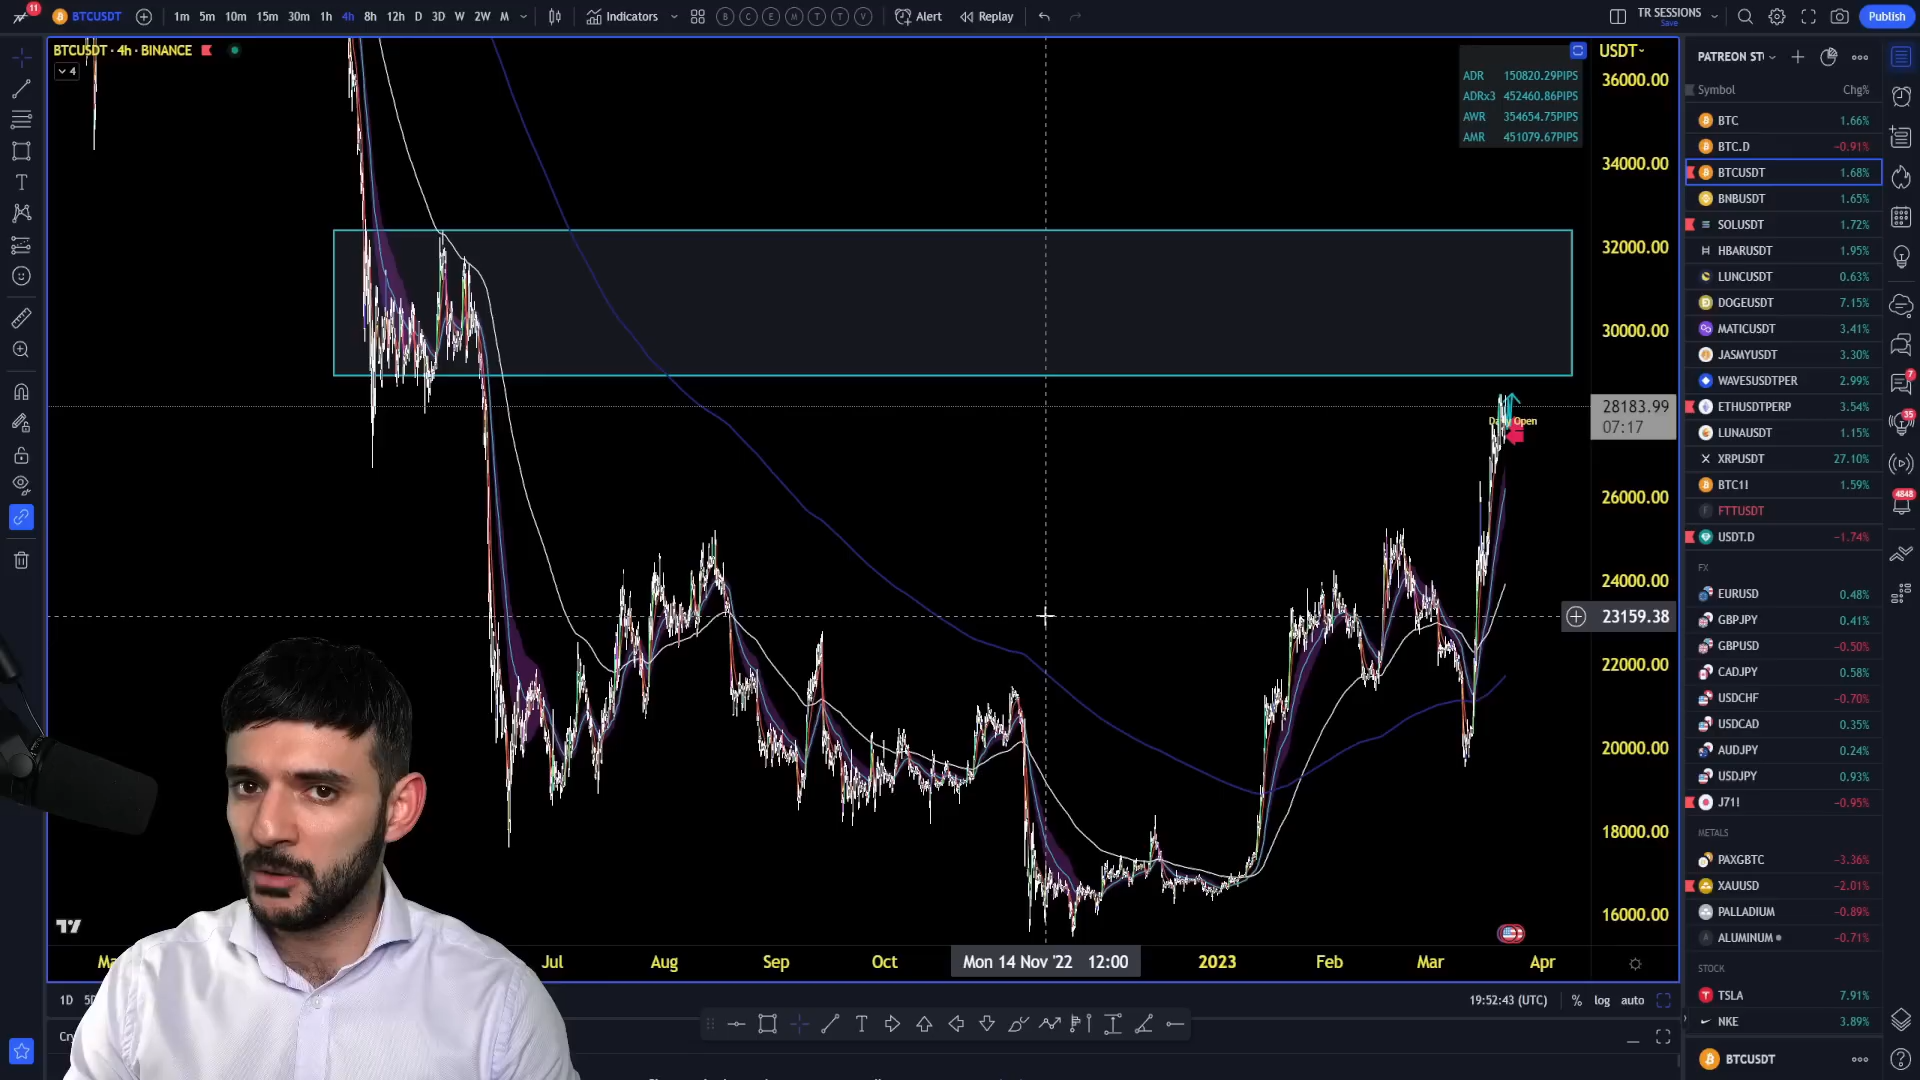 11
BTCUSDT
1m 5m 10m 15m 30m 1h 4h 8h 12h D 3D W 2W M
Indicators
B C E M T T V
Alert
Replay
TR SESSIONS
Save
Publish
BTCUSDT · 4h · BINANCE
4
ADR 150820.29PIPS
ADRx3 452460.86PIPS
AWR 354654.75PIPS
AMR 451079.67PIPS
USDT
36000.00
34000.00
32000.00
30000.00
28183.99
07:17
26000.00
24000.00
23159.38
22000.00
20000.00
18000.00
16000.00
Open
Jul Aug Sep Oct Mon 14 Nov '22 12:00 2023 Feb Mar Apr
1D
19:52:43 (UTC) % log auto
PATREON
Symbol Chg%
BTC 1.66%
BTC.D −0.91%
BTCUSDT 1.68%
BNBUSDT 1.65%
SOLUSDT 1.72%
HBARUSDT 1.95%
LUNCUSDT 0.63%
DOGEUSDT 7.15%
MATICUSDT 3.41%
JASMYUSDT 3.30%
WAVESUSDTPER 2.99%
ETHUSDTPERP 3.54%
LUNAUSDT 1.15%
XRPUSDT 27.10%
BTC1! 1.59%
FTTUSDT
USDT.D −1.74%
FX
EURUSD 0.48%
GBPJPY 0.41%
GBPUSD −0.50%
CADJPY 0.58%
USDCHF −0.70%
USDCAD 0.35%
AUDJPY 0.24%
USDJPY 0.93%
J71! −0.95%
METALS
PAXGBTC −3.36%
XAUUSD −2.01%
PALLADIUM −0.89%
ALUMINUM −0.71%
STOCK
TSLA 7.91%
NKE 3.89%
BTCUSDT
7
35
4848